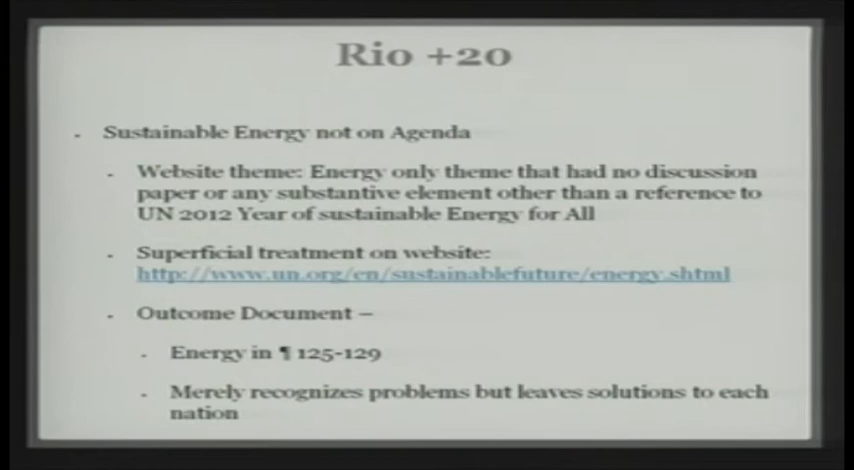 Rio +20
. Sustainable Energy not on Agenda
. Website theme: Energy only theme that had no discussion
paper or any substantive element other than a reference to
UN 2012 Year of sustainable Energy for All
. Superficial treatment on website:
http://www.un.org/en/sustainablefuture/energy.shtml
. Outcome Document –
. Energy in ¶ 125-129
. Merely recognizes problems but leaves solutions to each
nation